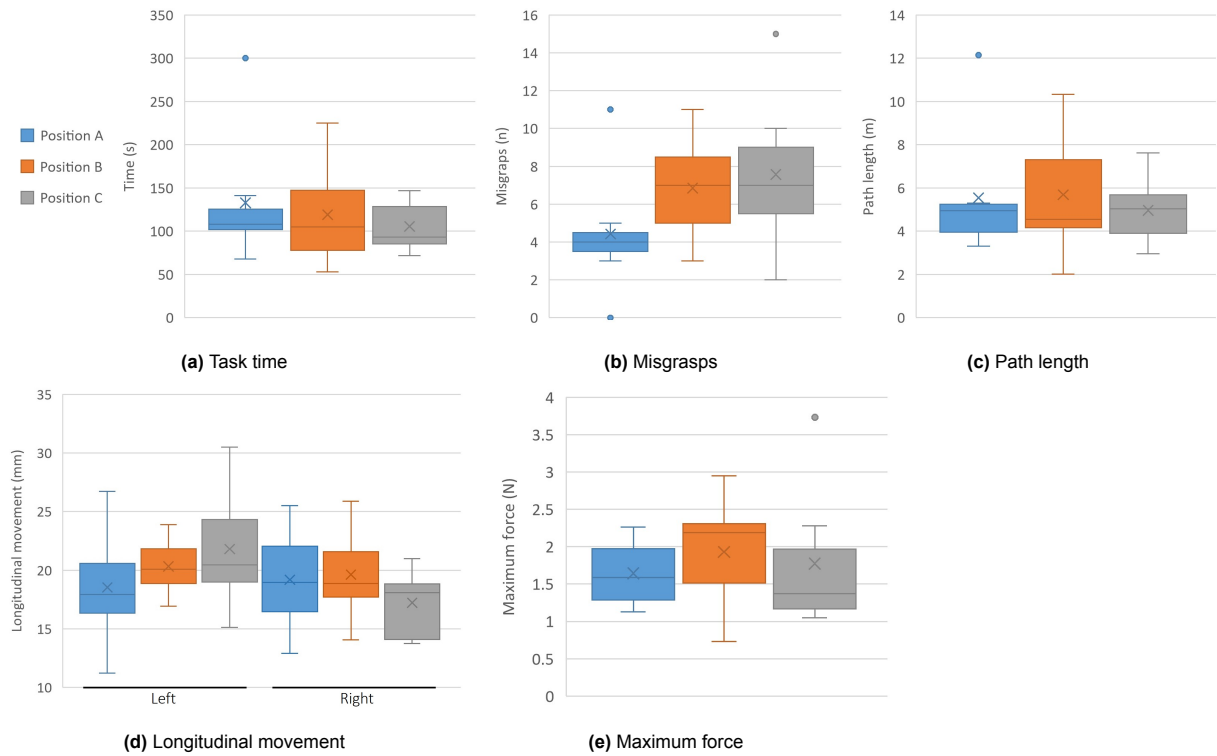 Position A
Position B
Position C
Time (s)
350
300
250
200
150
100
50
0
(a) Task time
Misgraps (n)
16
14
12
10
8
6
4
2
0
(b) Misgrasps
Path length (m)
14
12
10
8
6
4
2
0
(c) Path length
Longitudinal movement (mm)
35
30
25
20
15
10
Left
Right
(d) Longitudinal movement
Maximum force (N)
4
3.5
3
2.5
2
1.5
1
0.5
0
(e) Maximum force